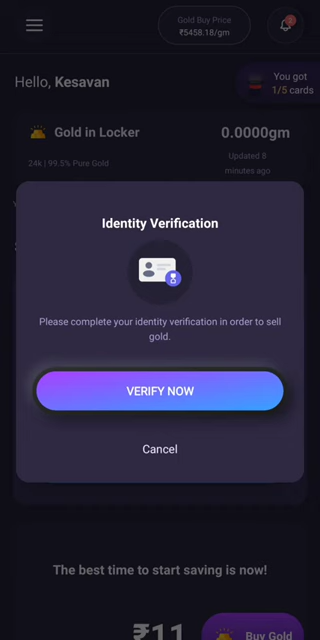 Gold Buy Price
₹5458.18/gm
2
Hello, Kesavan
You got
1/5 cards
Gold in Locker
0.0000gm
24k | 99.5% Pure Gold
Updated 8
minutes ago
Identity Verification
Please complete your identity verification in order to sell
gold.
VERIFY NOW
Cancel
The best time to start saving is now!
₹11
Buy Gold